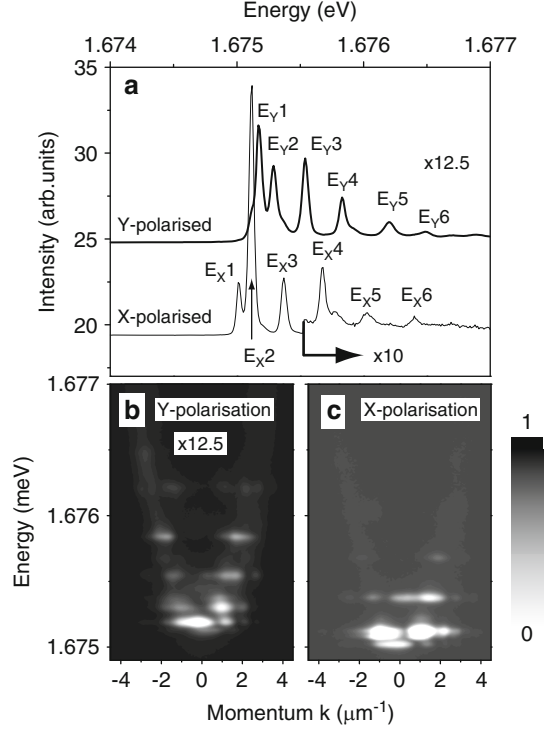 Energy (eV)
1.674 1.675 1.676 1.677
a
35
30
25
20
Intensity (arb.units)
EY1
EY2
EY3
EY4
EY5
EY6
x12.5
Y-polarised
EX1
EX2
EX3
EX4
EX5
EX6
X-polarised
x10
b Y-polarisation
x12.5
c X-polarisation
1.677
1.676
1.675
Energy (meV)
1
0
-4 -2 0 2 4
-4 -2 0 2 4
Momentum k (μm⁻¹)